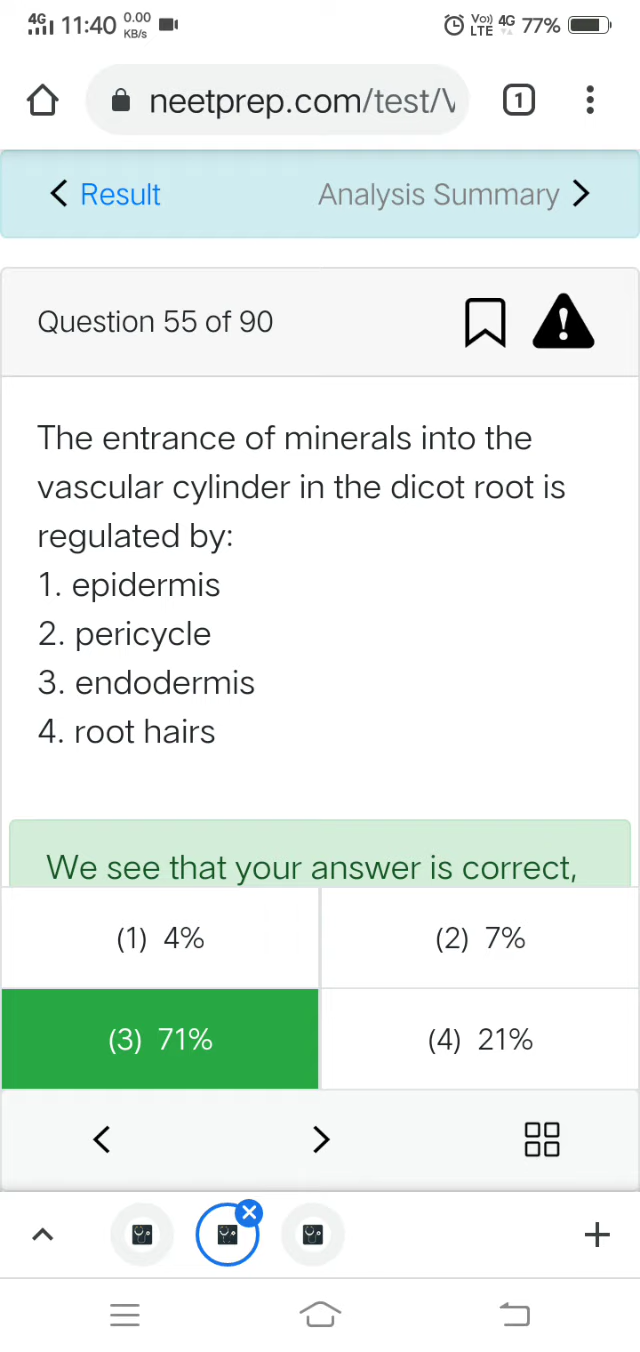 4G 11:40 0.00 KB/s Vo)) LTE 4G 77%
neetprep.com/test/ 1
Result Analysis Summary
Question 55 of 90
The entrance of minerals into the
vascular cylinder in the dicot root is
regulated by:
1. epidermis
2. pericycle
3. endodermis
4. root hairs
We see that your answer is correct,
(1) 4% (2) 7%
(3) 71% (4) 21%